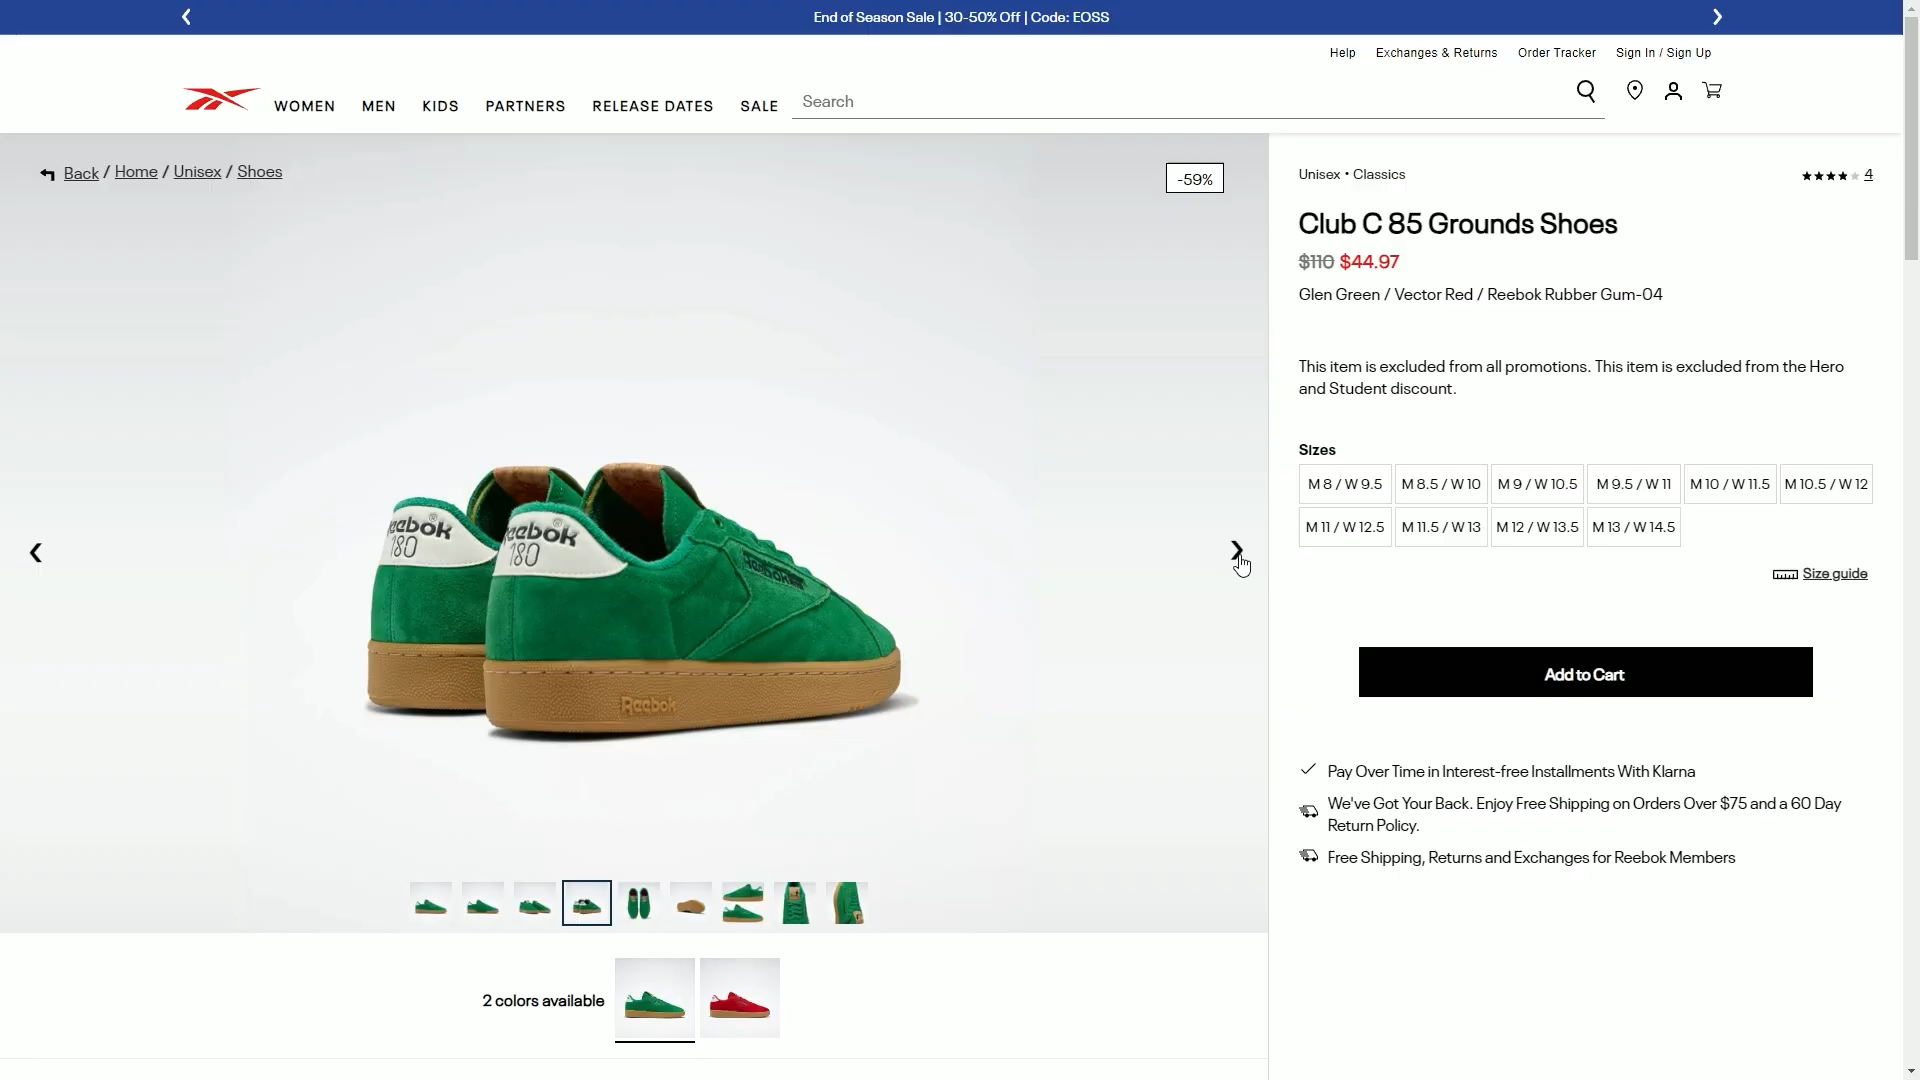 End of Season Sale | 30-50% Off | Code: EOSS
Help
Exchanges & Returns
Order Tracker
Sign In / Sign Up
WOMEN
MEN
KIDS
PARTNERS
RELEASE DATES
SALE
Search
Back / Home / Unisex / Shoes
-59%
Unisex • Classics
4
Club C 85 Grounds Shoes
$110 $44.97
Glen Green / Vector Red / Reebok Rubber Gum-04
This item is excluded from all promotions. This item is excluded from the Hero
and Student discount.
Sizes
M 8 / W 9.5
M 8.5 / W 10
M 9 / W 10.5
M 9.5 / W 11
M 10 / W 11.5
M 10.5 / W 12
M 11 / W 12.5
M 11.5 / W 13
M 12 / W 13.5
M 13 / W 14.5
Size guide
Add to Cart
Pay Over Time in Interest-free Installments With Klarna
We've Got Your Back. Enjoy Free Shipping on Orders Over $75 and a 60 Day
Return Policy.
Free Shipping, Returns and Exchanges for Reebok Members
Reebok
180
Reebok
180
Reebok
Reebok
2 colors available